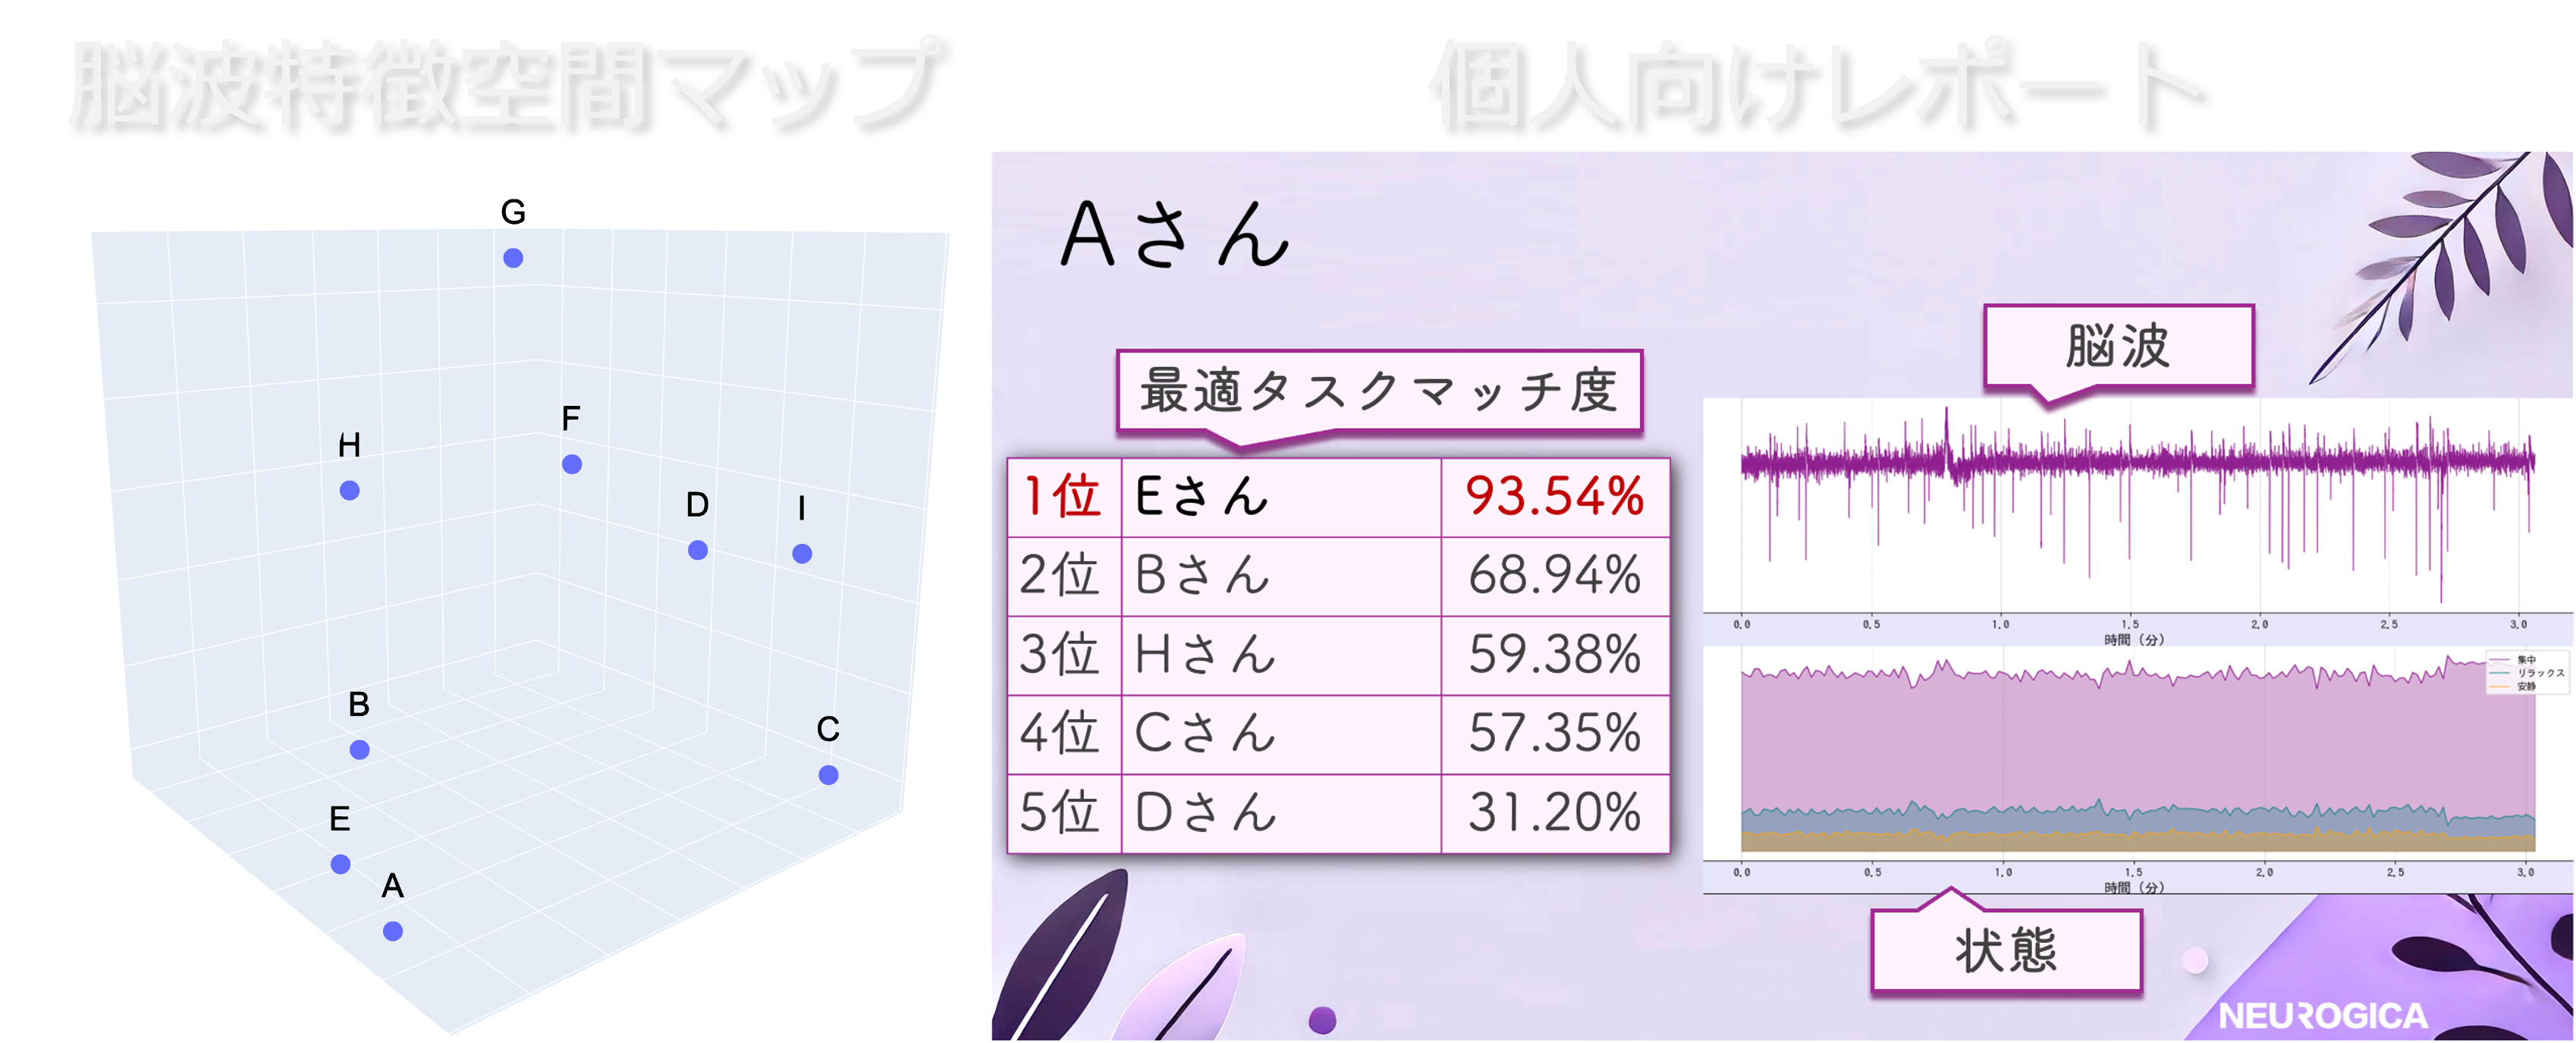 脳波特徴空間マップ
個人向けレポート
G
F
H
D
I
B
C
E
A
Aさん
最適タスクマッチ度
1位 Eさん 93.54%
2位 Bさん 68.94%
3位 Hさん 59.38%
4位 Cさん 57.35%
5位 Dさん 31.20%
脳波
0.0 0.5 1.0 1.5 2.0 2.5 3.0
時間（分）
集中
リラックス
安静
0.0 0.5 1.0 1.5 2.0 2.5 3.0
時間（分）
状態
NEUROGICA